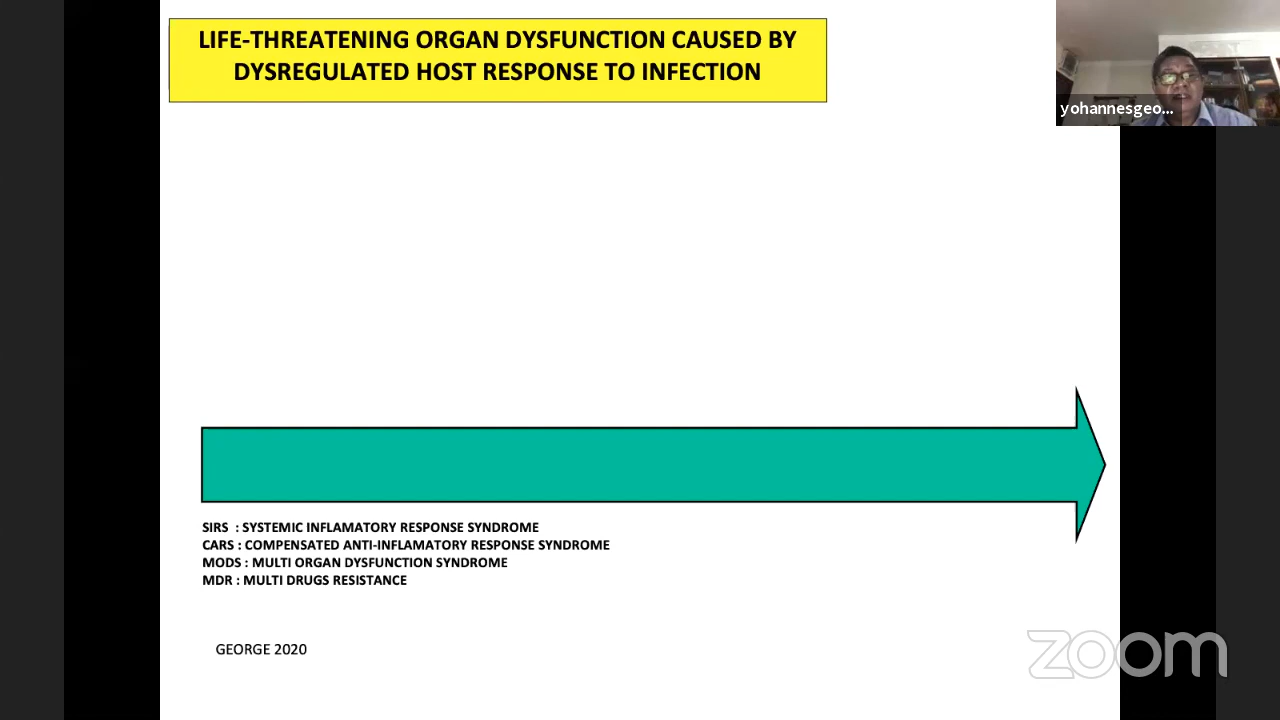 LIFE-THREATENING ORGAN DYSFUNCTION CAUSED BY
DYSREGULATED HOST RESPONSE TO INFECTION
yohannesgeo...
SIRS : SYSTEMIC INFLAMATORY RESPONSE SYNDROME
CARS : COMPENSATED ANTI-INFLAMATORY RESPONSE SYNDROME
MODS : MULTI ORGAN DYSFUNCTION SYNDROME
MDR : MULTI DRUGS RESISTANCE
GEORGE 2020
zoom